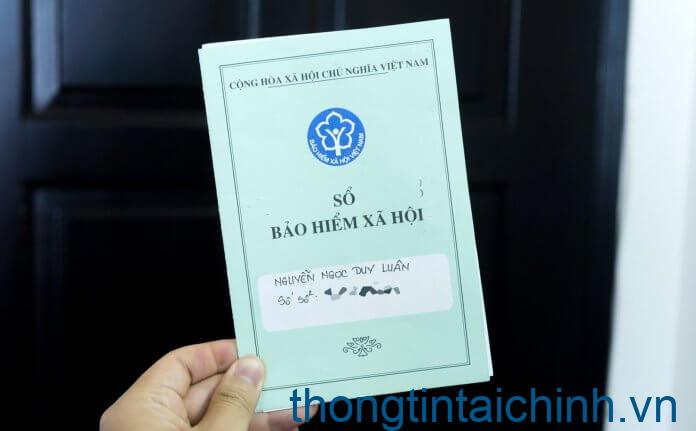 CỘNG HÒA XÃ HỘI CHỦ NGHĨA VIỆT NAM
BẢO HIỂM XÃ HỘI VIỆT NAM
SỔ
BẢO HIỂM XÃ HỘI
NGUYỄN NGỌC DUY LUÂN
Số sổ:
thongtintaichinh.vn